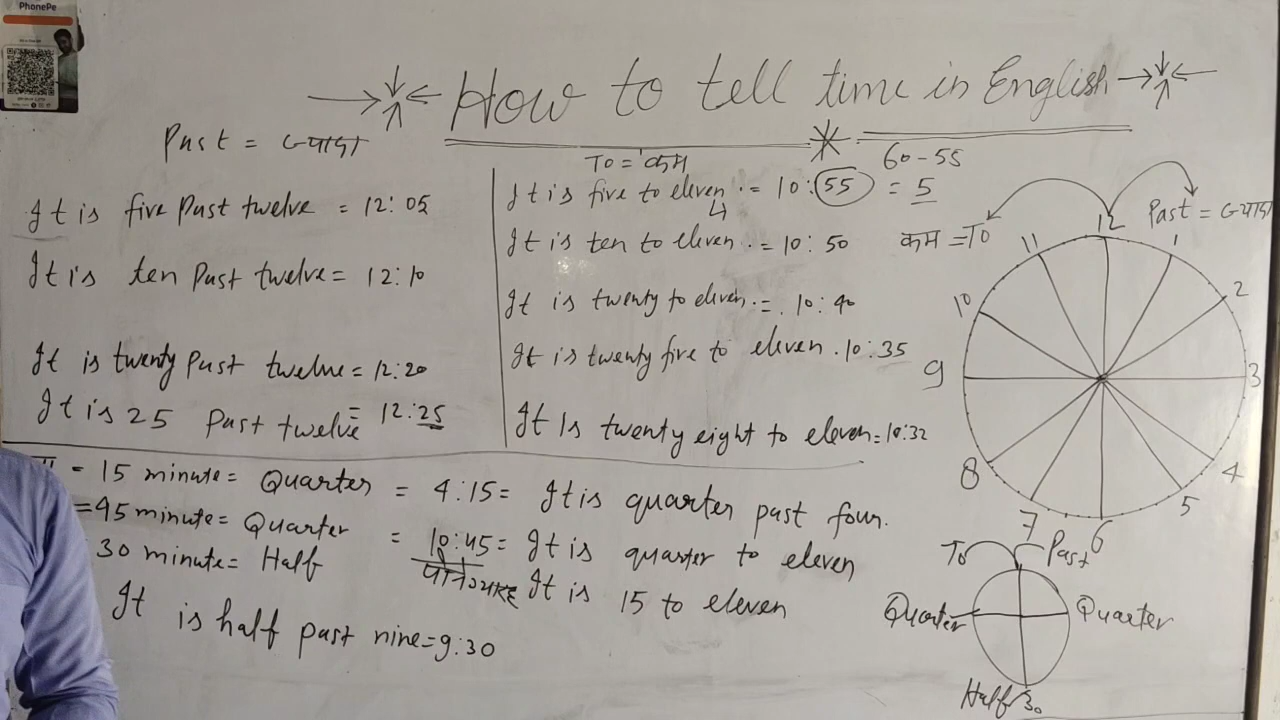 PhonePe
How to tell time in English
Past = ज्यादा
It is five Past twelve = 12:05
It is ten Past twelve = 12:10
It is twenty Past twelve = 12:20
It is 25 Past twelve = 12:25
To = कम
60-55
It is five to eleven. = 10:55 = 5
It is ten to eleven. = 10:50
It is twenty to eleven. = 10:40
It is twenty five to eleven. 10:35
It Is twenty eight to eleven = 10:32
कम = To
Past = ज्यादा
12
11
1
10
2
9
3
8
4
7
5
6
- 15 minute = Quarter = 4:15 = It is quarter past four.
= 45 minute = Quarter = 10:45 = It is quarter to eleven
30 minute = Half
It is 15 to eleven
It is half past nine = 9:30
To
Past
Quarter
Quarter
Half 30